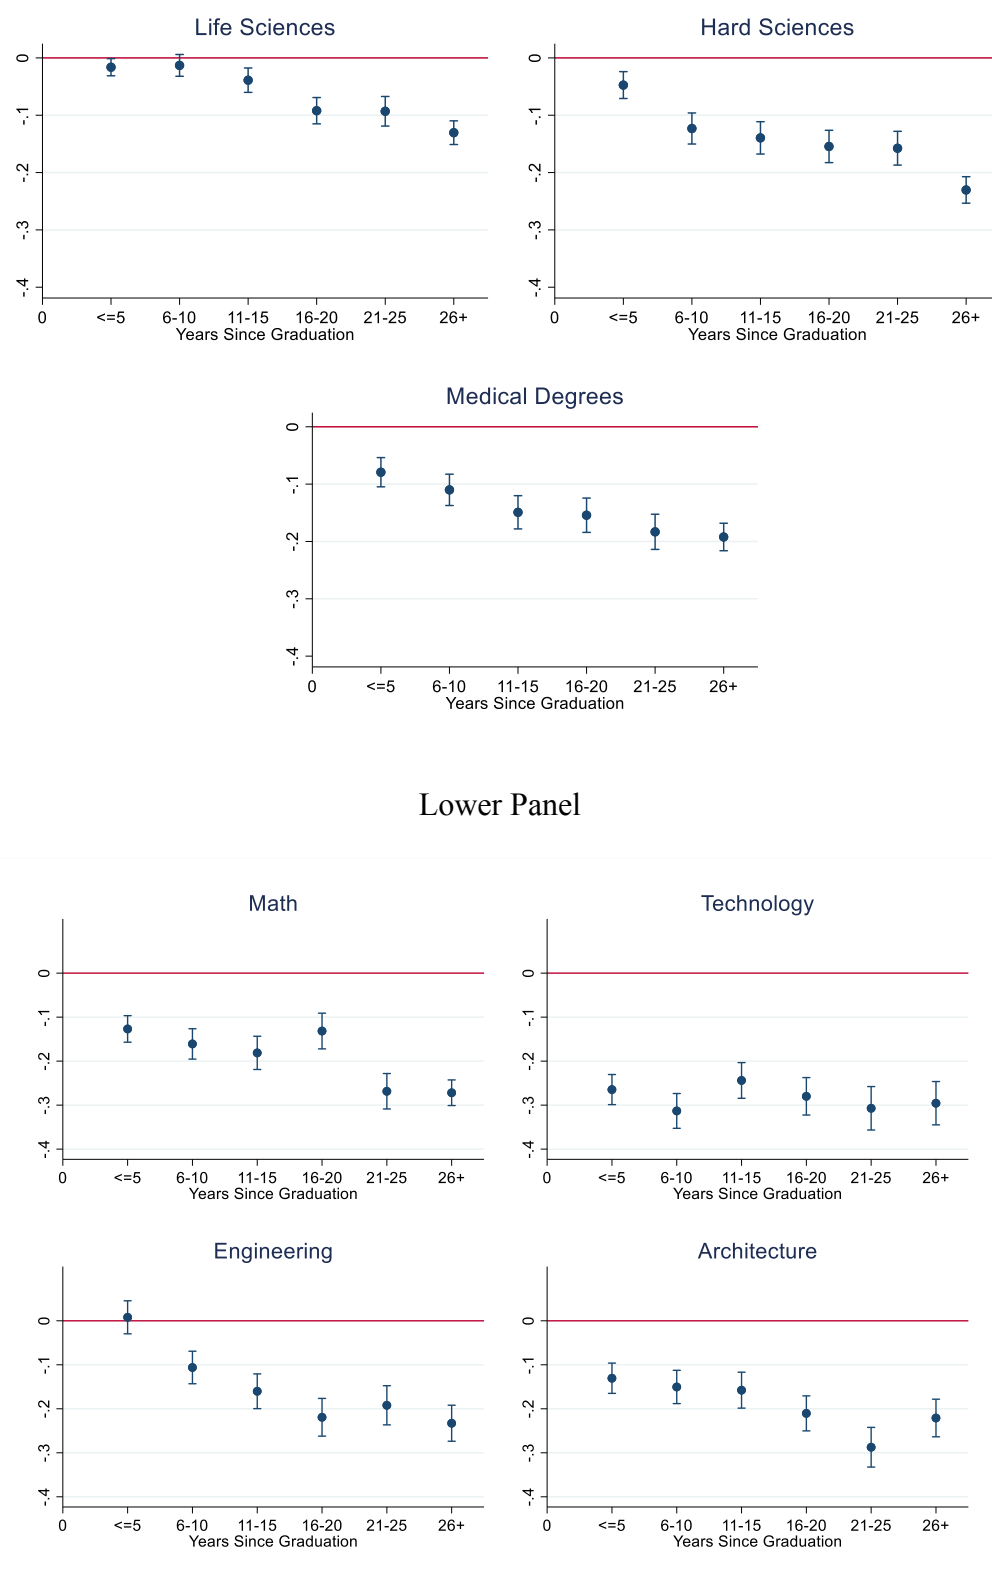 Life Sciences
Hard Sciences
0
-.1
-.2
-.3
-.4
0 <=5 6-10 11-15 16-20 21-25 26+
Years Since Graduation
0
-.1
-.2
-.3
-.4
0 <=5 6-10 11-15 16-20 21-25 26+
Years Since Graduation
Medical Degrees
0
-.1
-.2
-.3
-.4
0 <=5 6-10 11-15 16-20 21-25 26+
Years Since Graduation
Lower Panel
Math
Technology
0
-.1
-.2
-.3
-.4
0 <=5 6-10 11-15 16-20 21-25 26+
Years Since Graduation
0
-.1
-.2
-.3
-.4
0 <=5 6-10 11-15 16-20 21-25 26+
Years Since Graduation
Engineering
Architecture
0
-.1
-.2
-.3
-.4
0 <=5 6-10 11-15 16-20 21-25 26+
Years Since Graduation
0
-.1
-.2
-.3
-.4
0 <=5 6-10 11-15 16-20 21-25 26+
Years Since Graduation